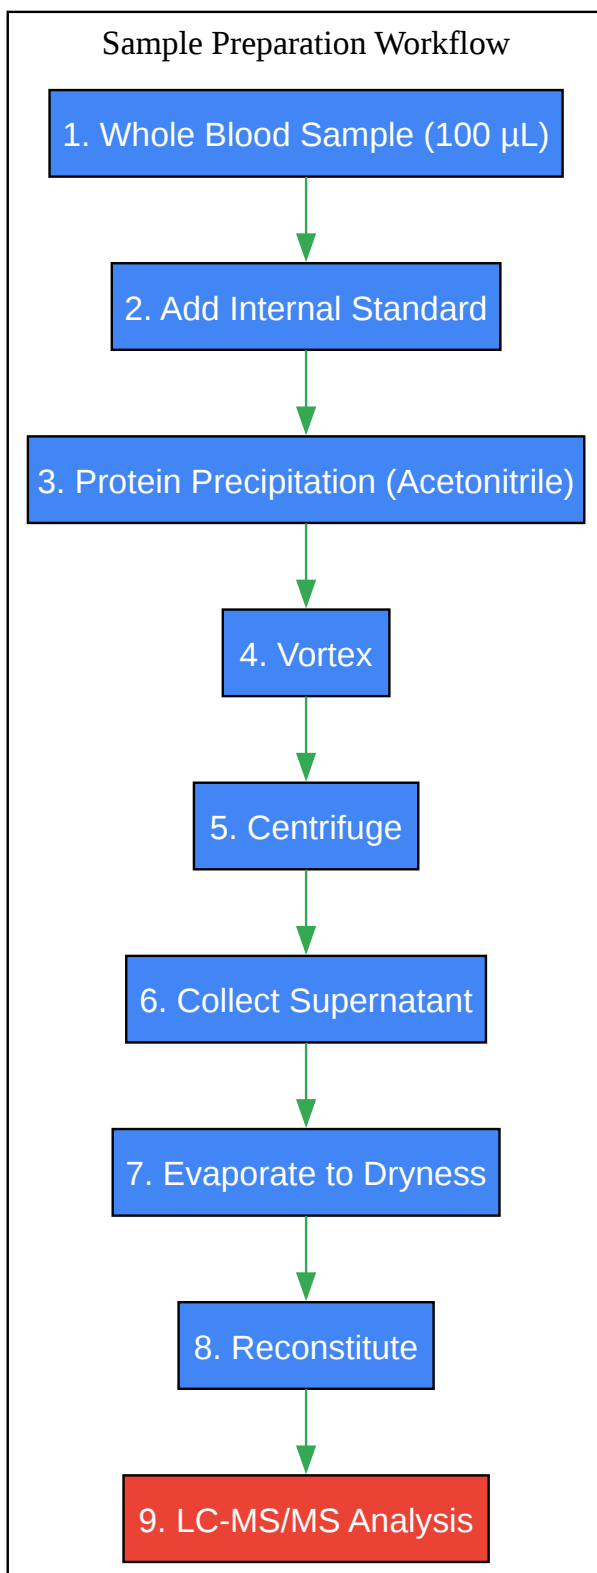 Sample Preparation Workflow
1. Whole Blood Sample (100 µL)
2. Add Internal Standard
3. Protein Precipitation (Acetonitrile)
4. Vortex
5. Centrifuge
6. Collect Supernatant
7. Evaporate to Dryness
8. Reconstitute
9. LC-MS/MS Analysis